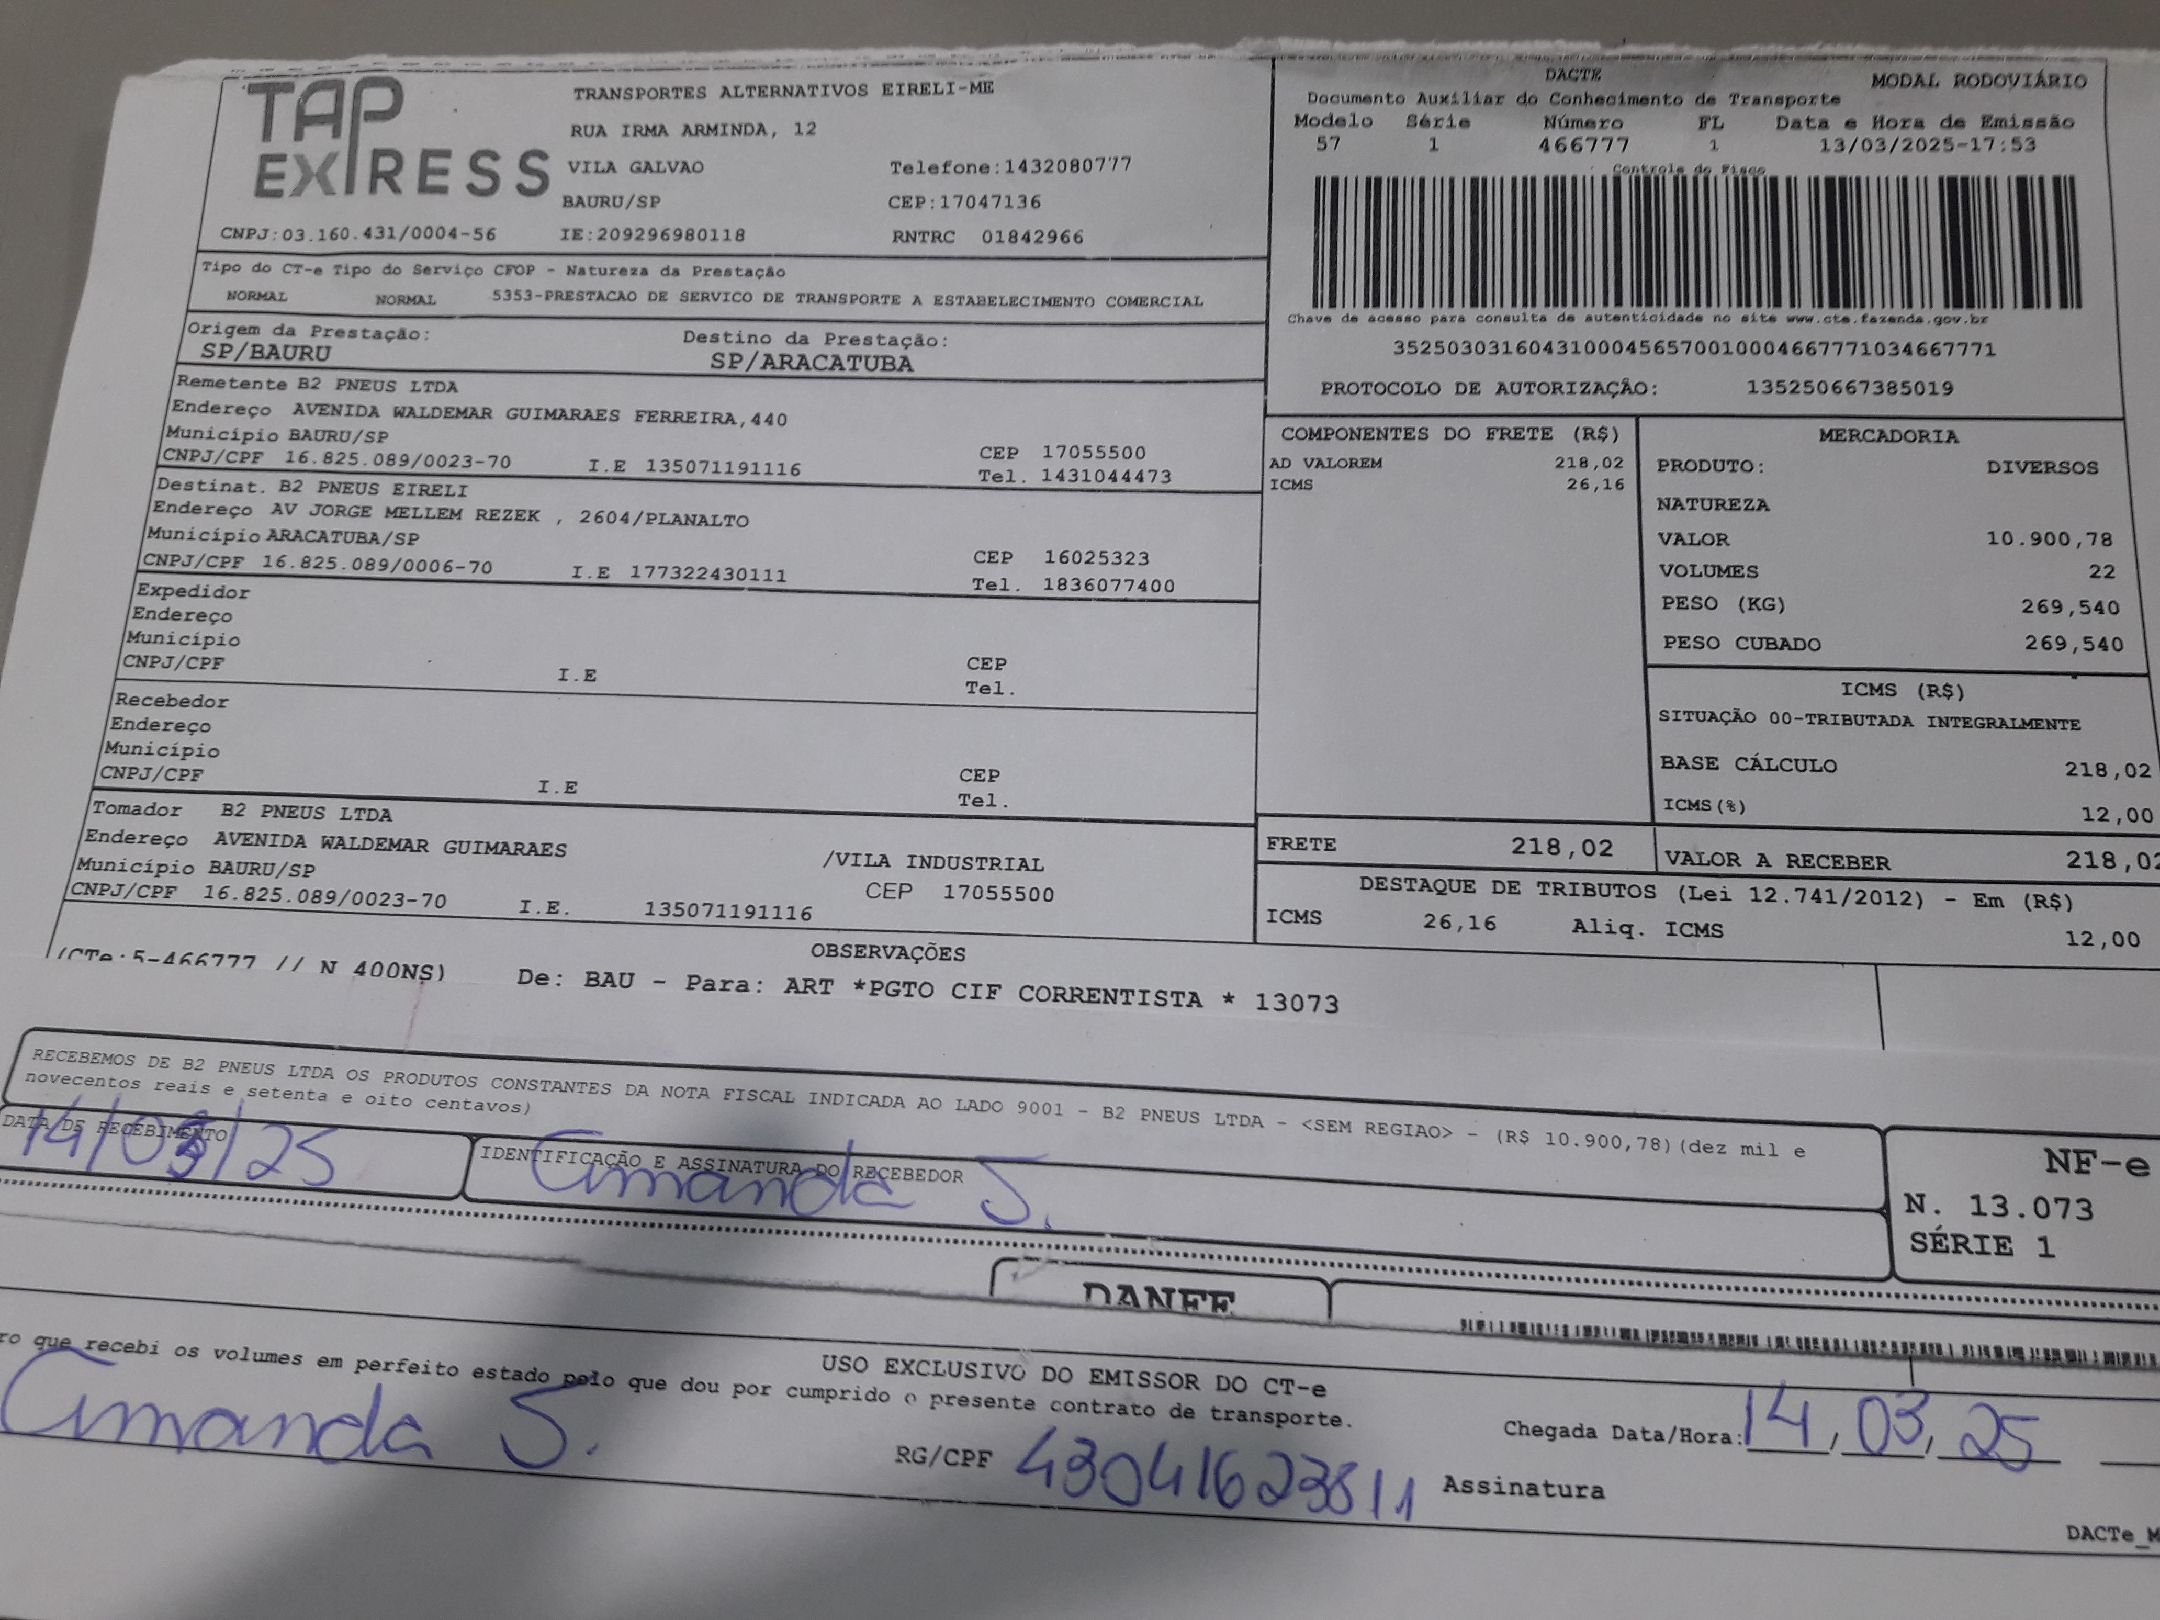 TAP EXPRESS
TRANSPORTES ALTERNATIVOS EIRELI-ME
RUA IRMA ARMINDA, 12
VILA GALVAO Telefone:1432080777
BAURU/SP CEP:17047136
CNPJ:03.160.431/0004-56 IE:209296980118 RNTRC 01842966
DACTE MODAL RODOVIÁRIO
Documento Auxiliar do Conhecimento de Transporte
Modelo Série Número FL Data e Hora de Emissão
57 1 466777 1 13/03/2025-17:53
Controle do Fisco
Chave de acesso para consulta de autenticidade no site www.cte.fazenda.gov.br
35250303160431000456570010004667771034667771
PROTOCOLO DE AUTORIZAÇÃO: 135250667385019
Tipo do CT-e Tipo do Serviço CFOP - Natureza da Prestação
NORMAL NORMAL 5353-PRESTACAO DE SERVICO DE TRANSPORTE A ESTABELECIMENTO COMERCIAL
Origem da Prestação: Destino da Prestação:
SP/BAURU SP/ARACATUBA
Remetente B2 PNEUS LTDA
Endereço AVENIDA WALDEMAR GUIMARAES FERREIRA,440
Município BAURU/SP CEP 17055500
CNPJ/CPF 16.825.089/0023-70 I.E 135071191116 Tel. 1431044473
Destinat. B2 PNEUS EIRELI
Endereço AV JORGE MELLEM REZEK , 2604/PLANALTO
Município ARACATUBA/SP CEP 16025323
CNPJ/CPF 16.825.089/0006-70 I.E 177322430111 Tel. 1836077400
Expedidor
Endereço
Município
CNPJ/CPF I.E CEP
Tel.
Recebedor
Endereço
Município
CNPJ/CPF I.E CEP
Tel.
Tomador B2 PNEUS LTDA
Endereço AVENIDA WALDEMAR GUIMARAES /VILA INDUSTRIAL
Município BAURU/SP CEP 17055500
CNPJ/CPF 16.825.089/0023-70 I.E. 135071191116
COMPONENTES DO FRETE (R$)
AD VALOREM 218,02
ICMS 26,16
MERCADORIA
PRODUTO: DIVERSOS
NATUREZA
VALOR 10.900,78
VOLUMES 22
PESO (KG) 269,540
PESO CUBADO 269,540
ICMS (R$)
SITUAÇÃO 00-TRIBUTADA INTEGRALMENTE
BASE CÁLCULO 218,02
ICMS(%) 12,00
FRETE 218,02 VALOR A RECEBER 218,02
DESTAQUE DE TRIBUTOS (Lei 12.741/2012) - Em (R$)
ICMS 26,16 Aliq. ICMS 12,00
OBSERVAÇÕES
(CTe:5-466777 // N 400NS) De: BAU - Para: ART *PGTO CIF CORRENTISTA * 13073
RECEBEMOS DE B2 PNEUS LTDA OS PRODUTOS CONSTANTES DA NOTA FISCAL INDICADA AO LADO 9001 - B2 PNEUS LTDA - <SEM REGIAO> - (R$ 10.900,78)(dez mil e
novecentos reais e setenta e oito centavos)
DATA DE RECEBIMENTO IDENTIFICAÇÃO E ASSINATURA DO RECEBEDOR
14/03/25 Amanda S.
NF-e
N. 13.073
SÉRIE 1
DANFE
USO EXCLUSIVO DO EMISSOR DO CT-e
ro que recebi os volumes em perfeito estado pelo que dou por cumprido o presente contrato de transporte.
Amanda S. RG/CPF 43041623811 Chegada Data/Hora: 14/03/25
Assinatura
DACTe_M